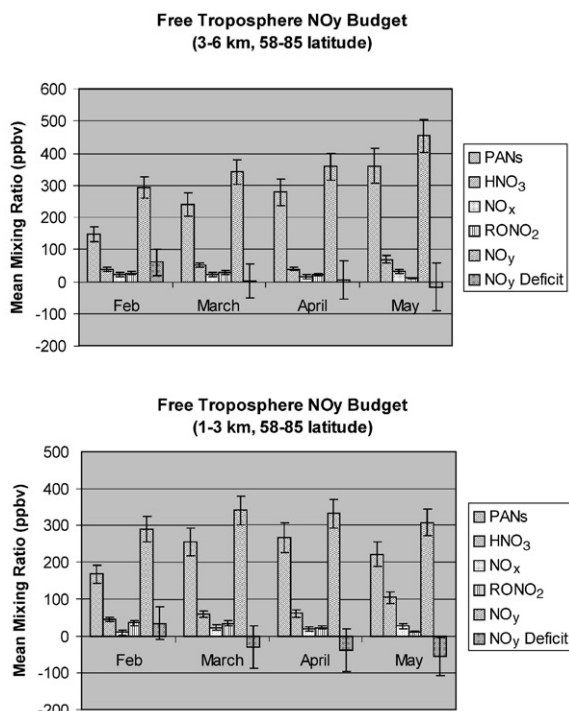 Free Troposphere NOy Budget
(3-6 km, 58-85 latitude)
Mean Mixing Ratio (ppbv)
600
500
400
300
200
100
0
-100
-200
Feb March April May
PANs
HNO₃
NOₓ
RONO₂
NOy
NOy Deficit
Free Troposphere NOy Budget
(1-3 km, 58-85 latitude)
Mean Mixing Ratio (ppbv)
500
400
300
200
100
0
-100
-200
Feb March April May
PANs
HNO₃
NOₓ
RONO₂
NOy
NOy Deficit